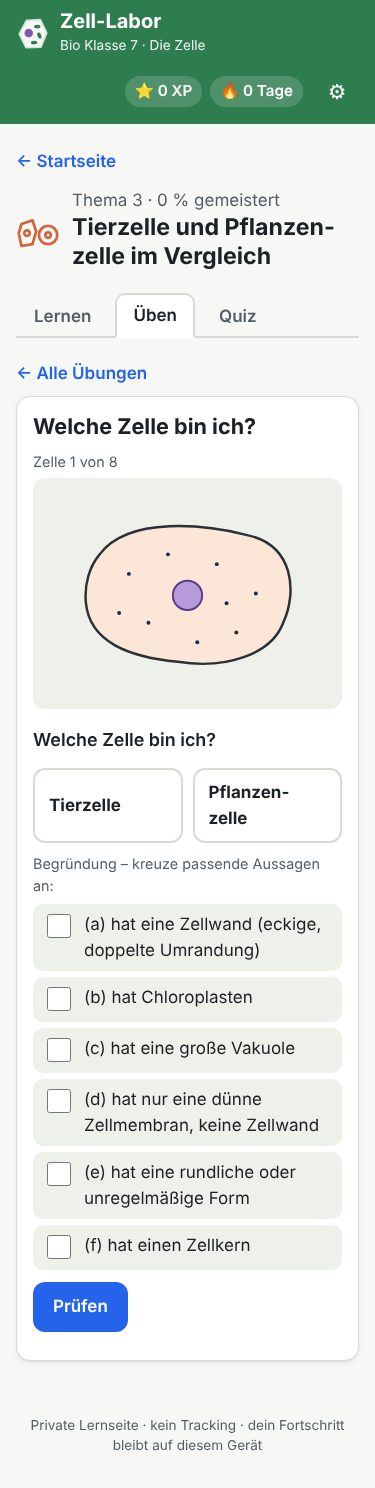 Zell-Labor
Bio Klasse 7 · Die Zelle
⭐ 0 XP
🔥 0 Tage
⚙
← Startseite
Thema 3 · 0 % gemeistert
Tierzelle und Pflanzen-
zelle im Vergleich
Lernen
Üben
Quiz
← Alle Übungen
Welche Zelle bin ich?
Zelle 1 von 8
Welche Zelle bin ich?
Tierzelle
Pflanzen-
zelle
Begründung – kreuze passende Aussagen
an:
(a) hat eine Zellwand (eckige,
doppelte Umrandung)
(b) hat Chloroplasten
(c) hat eine große Vakuole
(d) hat nur eine dünne
Zellmembran, keine Zellwand
(e) hat eine rundliche oder
unregelmäßige Form
(f) hat einen Zellkern
Prüfen
Private Lernseite · kein Tracking · dein Fortschritt
bleibt auf diesem Gerät